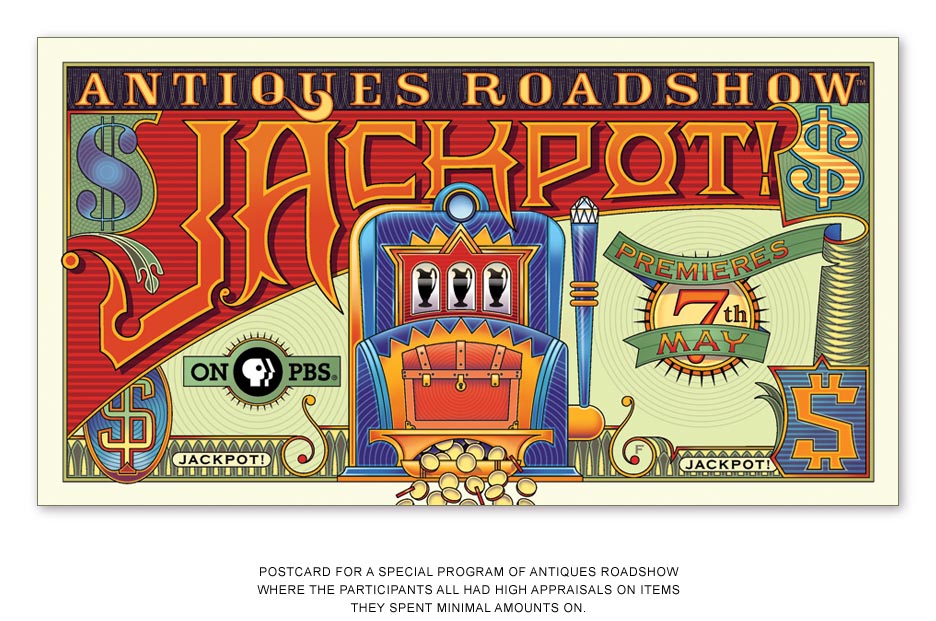 ANTIQUES ROADSHOW™
JACKPOT!
PREMIERES
7th
MAY
ON PBS®
JACKPOT!
F
JACKPOT!
POSTCARD FOR A SPECIAL PROGRAM OF ANTIQUES ROADSHOW
WHERE THE PARTICIPANTS ALL HAD HIGH APPRAISALS ON ITEMS
THEY SPENT MINIMAL AMOUNTS ON.